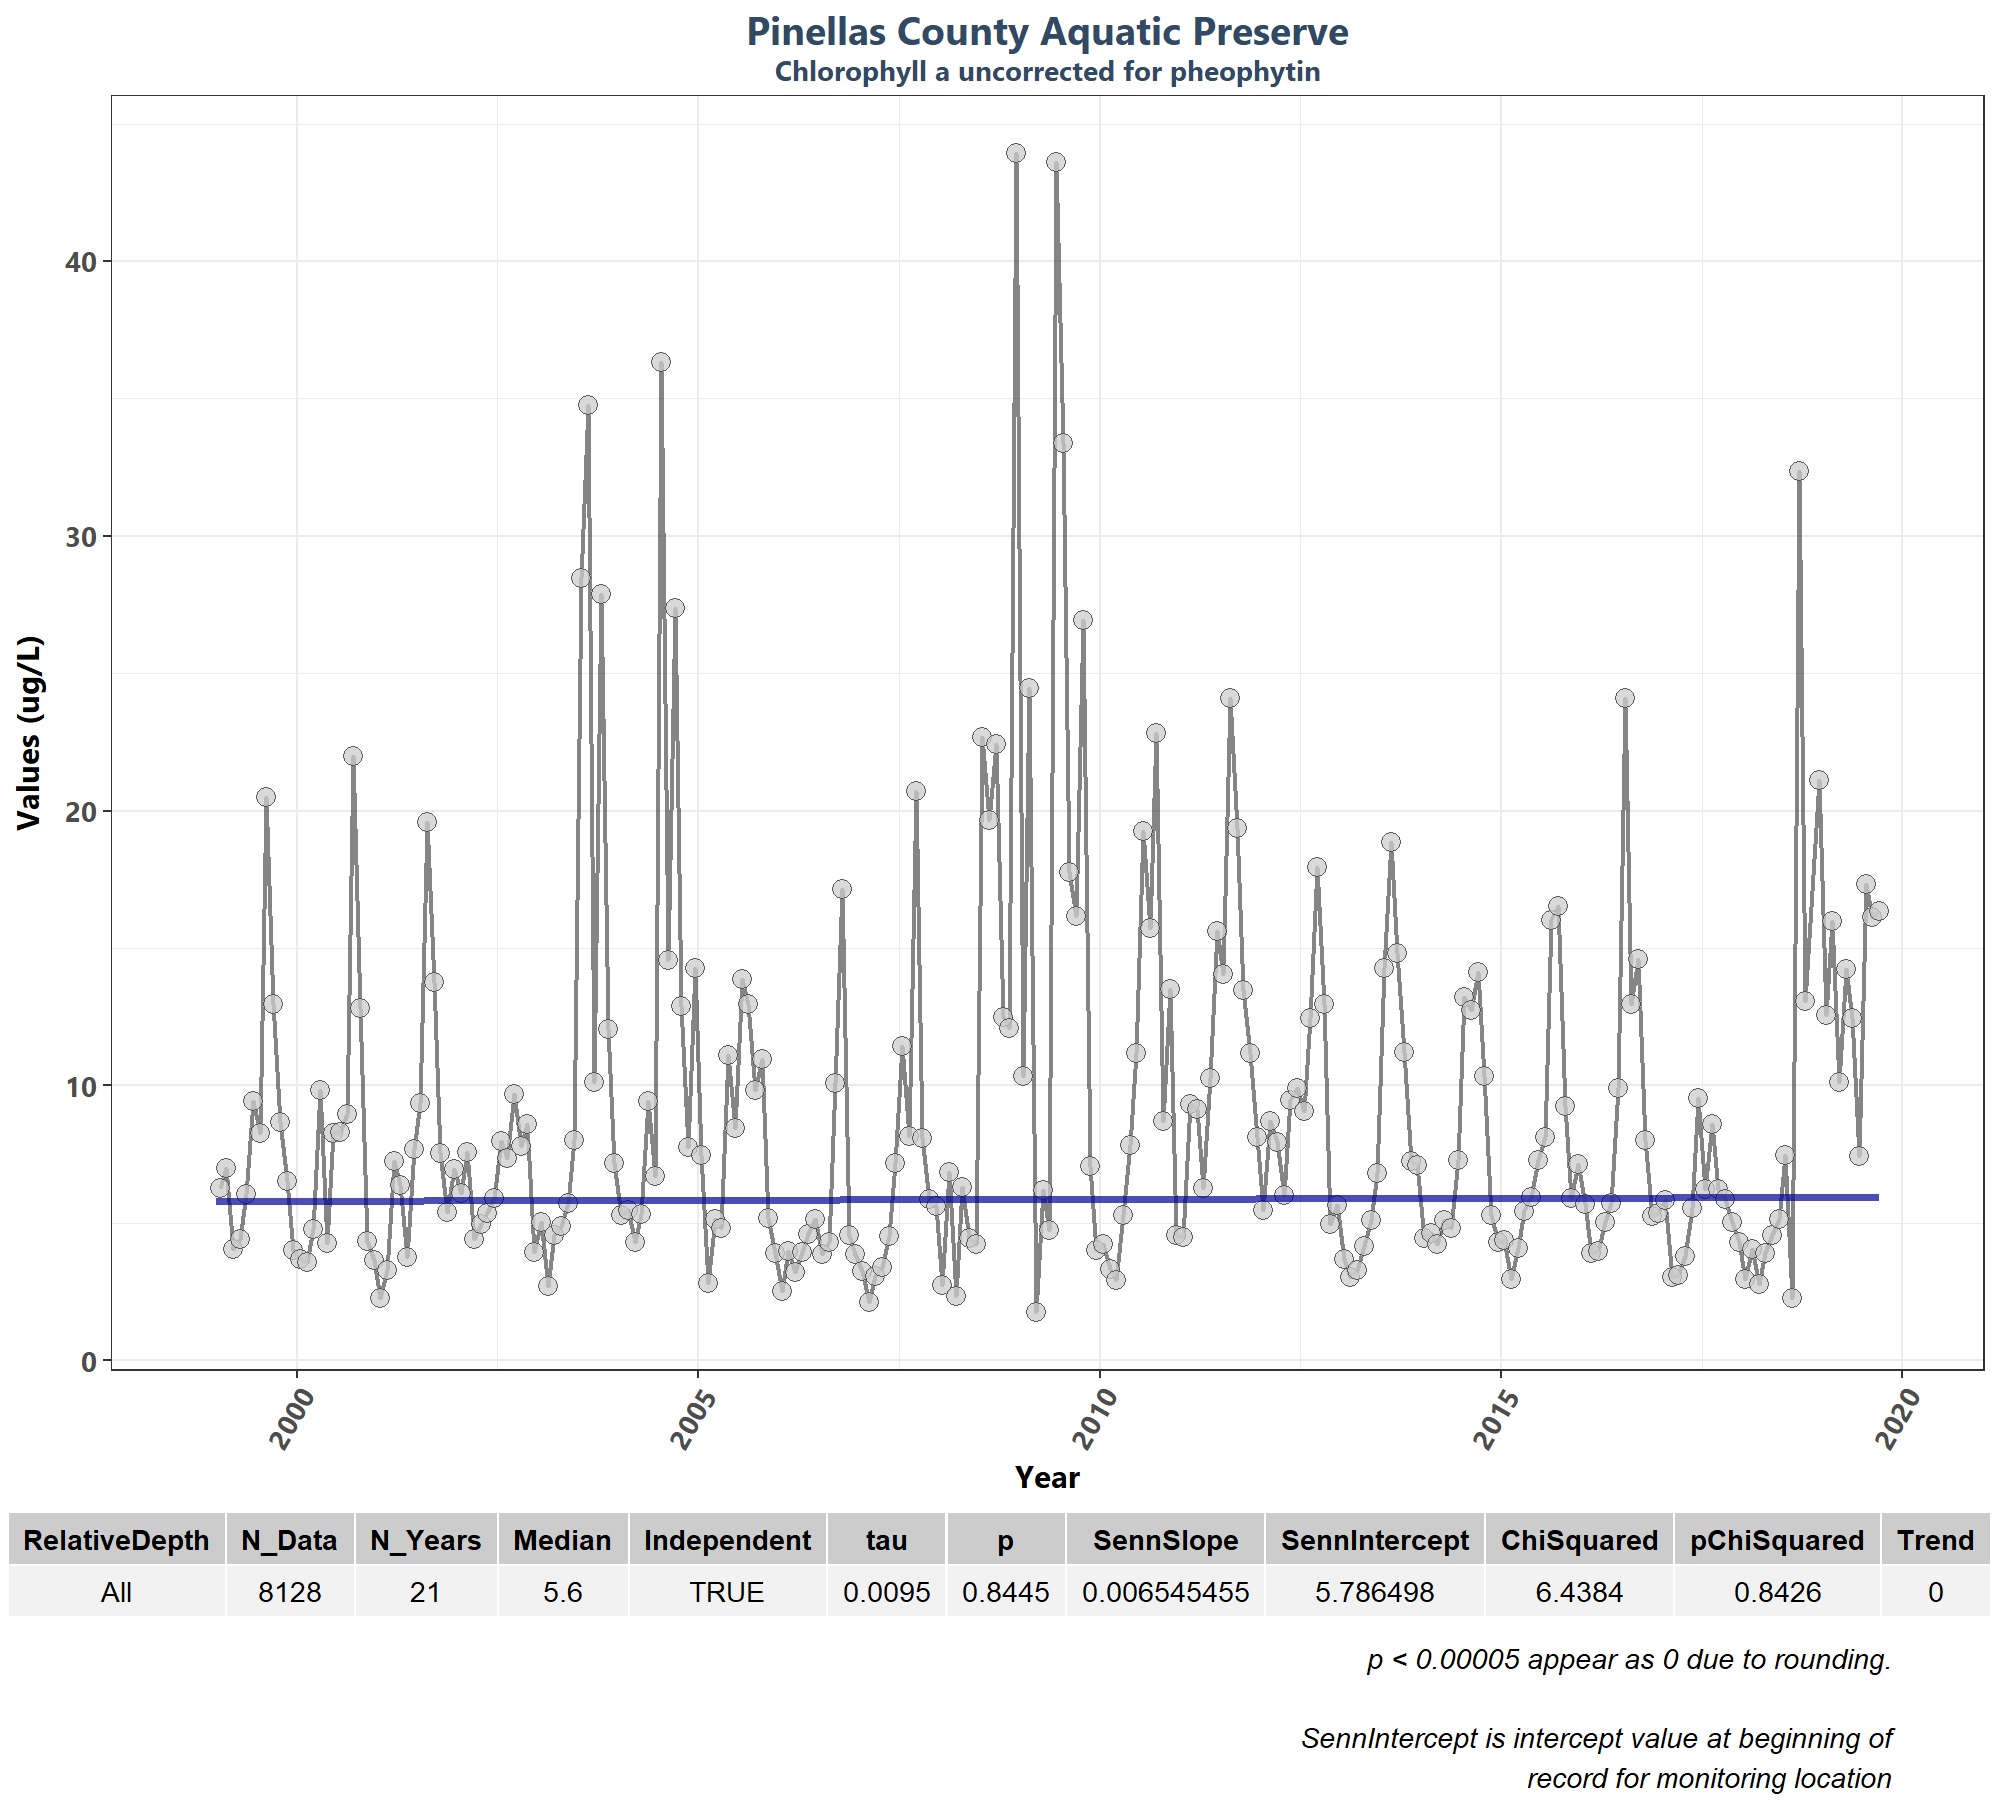 Pinellas County Aquatic Preserve
Chlorophyll a uncorrected for pheophytin
Values (ug/L)
40
30
20
10
0
2000 2005 2010 2015 2020
Year
RelativeDepth N_Data N_Years Median Independent tau p SennSlope SennIntercept ChiSquared pChiSquared Trend
All 8128 21 5.6 TRUE 0.0095 0.8445 0.006545455 5.786498 6.4384 0.8426 0
p < 0.00005 appear as 0 due to rounding.
SennIntercept is intercept value at beginning of
record for monitoring location